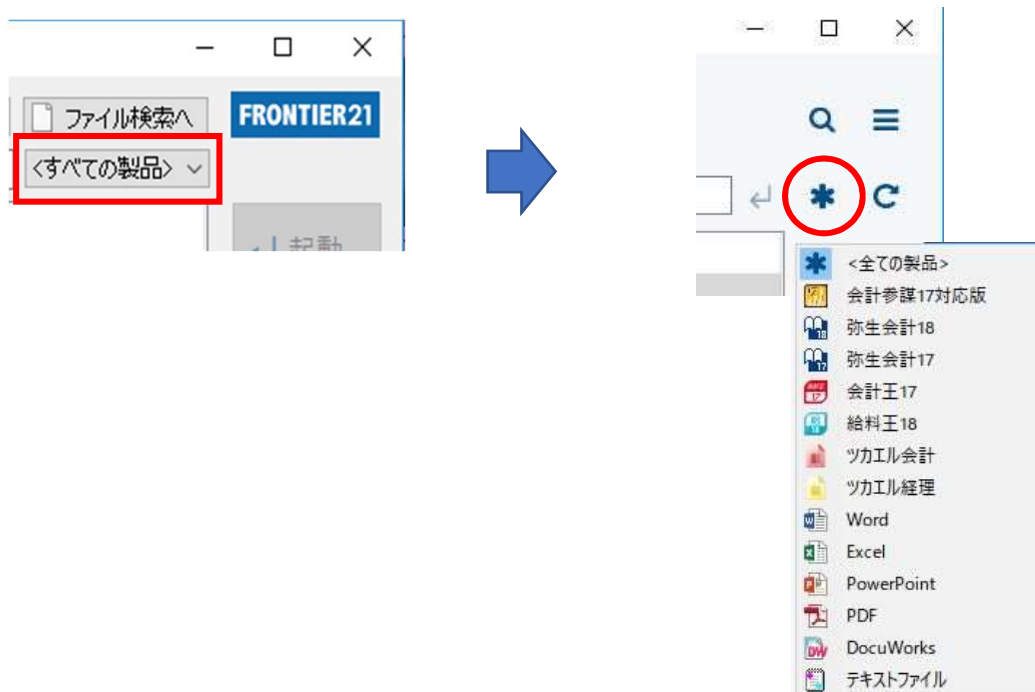 ファイル検索へ
FRONTIER21
<すべての製品>
起動
<全ての製品>
会計参謀17対応版
弥生会計18
弥生会計17
会計王17
給料王18
ツカエル会計
ツカエル経理
Word
Excel
PowerPoint
PDF
DocuWorks
テキストファイル